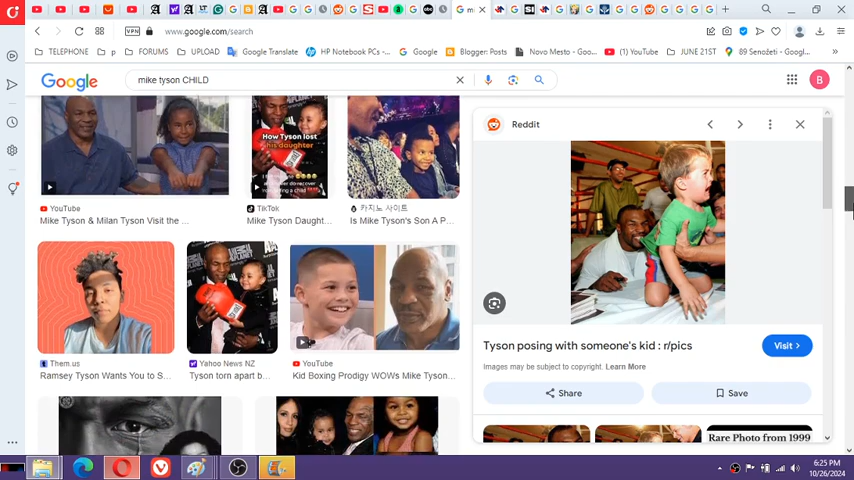 www.google.com/search
VPN
TELEPHONE
p
FORUMS
UPLOAD
Google Translate
HP Notebook PCs -...
Google
Blogger: Posts
Novo Mesto - Goog...
(1) YouTube
JUNE 21ST
89 Senožeti - Googl...
Google
mike tyson CHILD
B
How Tyson lost
his daughter
YouTube
Mike Tyson & Milan Tyson Visit the ...
TikTok
Mike Tyson Daught...
카지노 사이트
Is Mike Tyson's Son A P...
Them.us
Ramsey Tyson Wants You to S...
Yahoo News NZ
Tyson torn apart b...
YouTube
Kid Boxing Prodigy WOWs Mike Tyson...
Reddit
Tyson posing with someone's kid : r/pics
Visit
Images may be subject to copyright. Learn More
Share
Save
Rare Photo from 1999
6:25 PM
10/26/2024